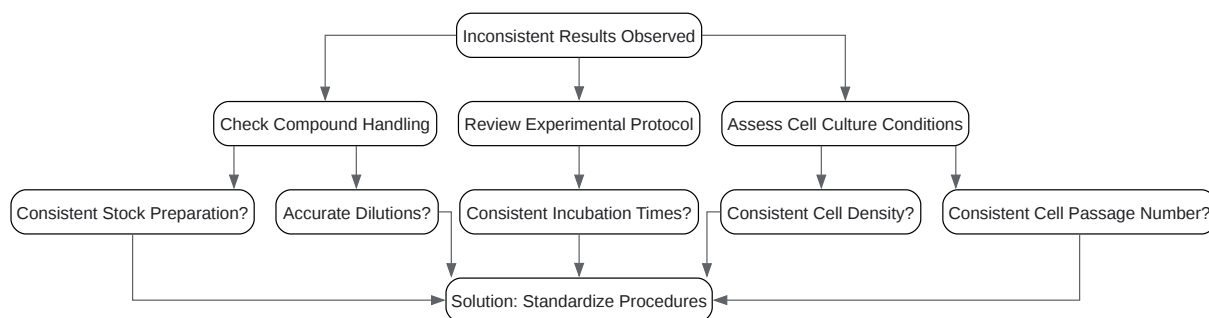 Inconsistent Results Observed
Check Compound Handling
Review Experimental Protocol
Assess Cell Culture Conditions
Consistent Stock Preparation?
Accurate Dilutions?
Consistent Incubation Times?
Consistent Cell Density?
Consistent Cell Passage Number?
Solution: Standardize Procedures